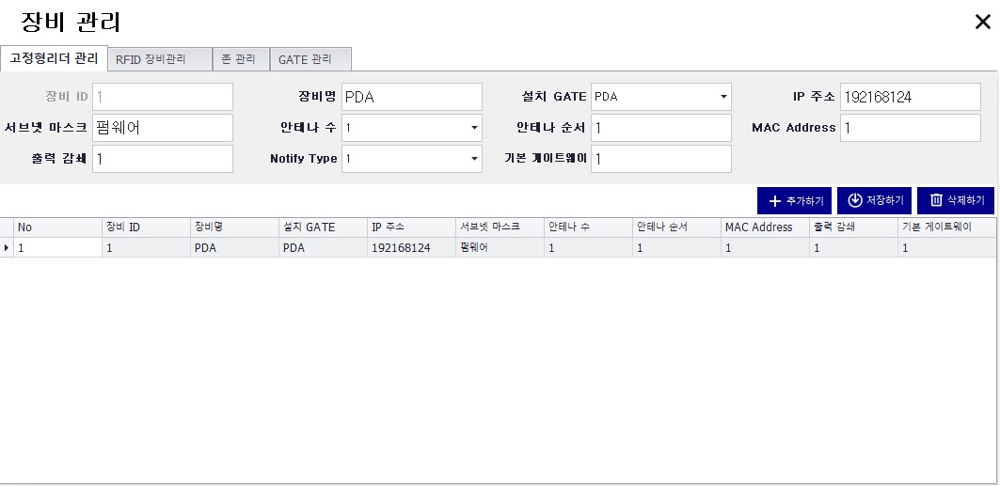 장비 관리
고정형리더 관리 RFID 장비관리 존 관리 GATE 관리
장비 ID 1 장비명 PDA 설치 GATE PDA IP 주소 192168124
서브넷 마스크 펌웨어 안테나 수 1 안테나 순서 1 MAC Address 1
출력 감쇄 1 Notify Type 1 기본 게이트웨이 1
추가하기 저장하기 삭제하기
No 장비 ID 장비명 설치 GATE IP 주소 서브넷 마스크 안테나 수 안테나 순서 MAC Address 출력 감쇄 기본 게이트웨이
1 1 PDA PDA 192168124 펌웨어 1 1 1 1 1